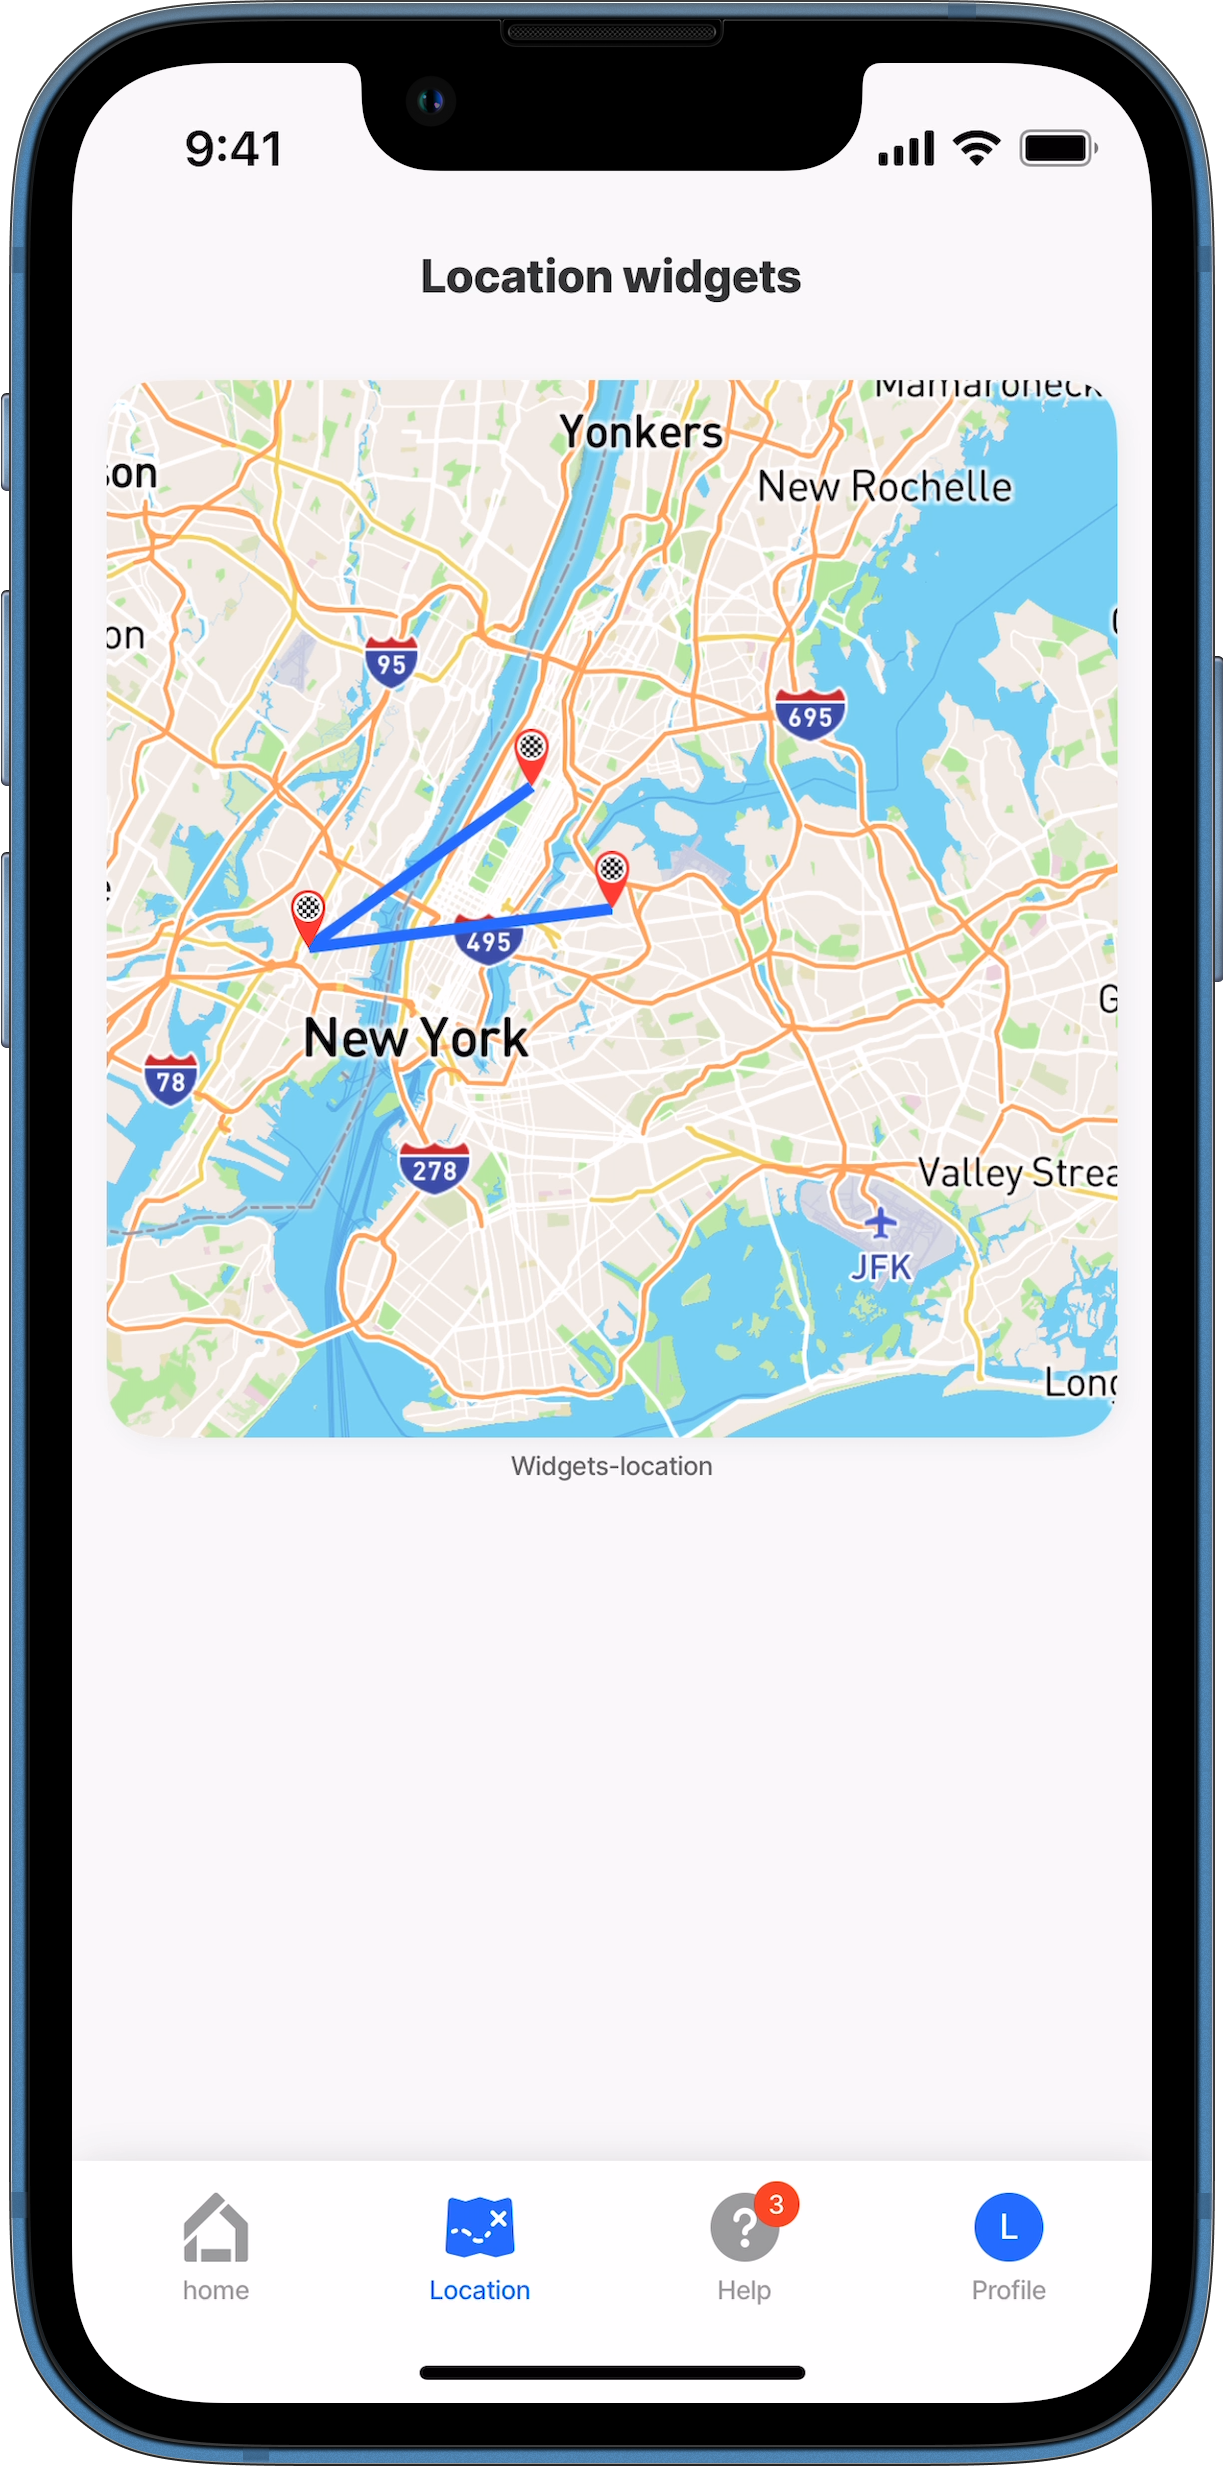 9:41
Location widgets
Mamaroneck
Yonkers
son
New Rochelle
on
95
695
495
New York
G
78
278
Valley Strea
JFK
Long
Widgets-location
3
L
home
Location
Help
Profile